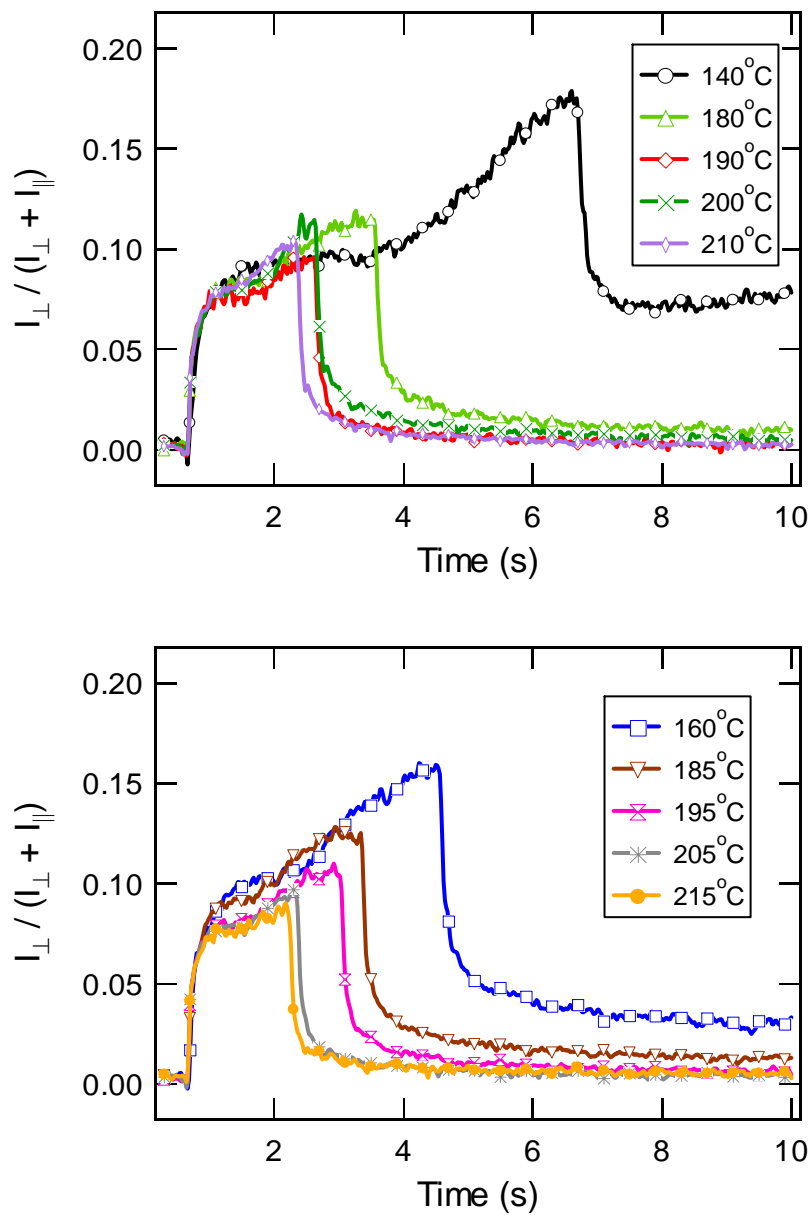 0.20
0.15
0.10
0.05
0.00
I⊥ / (I⊥ + I∥)
140°C
180°C
190°C
200°C
210°C
2 4 6 8 10
Time (s)
0.20
0.15
0.10
0.05
0.00
I⊥ / (I⊥ + I∥)
160°C
185°C
195°C
205°C
215°C
2 4 6 8 10
Time (s)